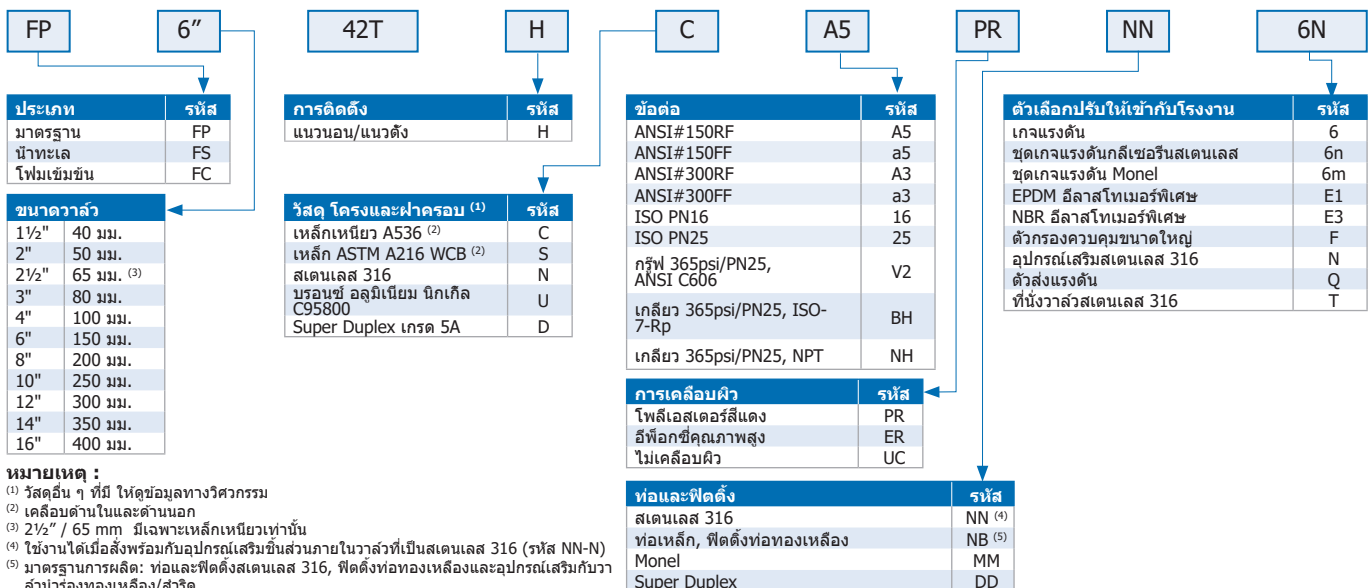 FP 6" 42T H C A5 PR NN 6N
ประเภท รหัส
มาตรฐาน FP
น้ำทะเล FS
โฟมเข้มข้น FC
ขนาดวาล์ว
1½" 40 มม.
2" 50 มม.
2½" 65 มม. (3)
3" 80 มม.
4" 100 มม.
6" 150 มม.
8" 200 มม.
10" 250 มม.
12" 300 มม.
14" 350 มม.
16" 400 มม.
การติดตั้ง รหัส
แนวนอน/แนวตั้ง H
วัสดุ โครงและฝาครอบ (1) รหัส
เหล็กเหนียว A536 (2) C
เหล็ก ASTM A216 WCB (2) S
สเตนเลส 316 N
บรอนซ์ อลูมิเนียม นิกเกิล
C95800 U
Super Duplex เกรด 5A D
ข้อต่อ รหัส
ANSI#150RF A5
ANSI#150FF a5
ANSI#300RF A3
ANSI#300FF a3
ISO PN16 16
ISO PN25 25
กรู๊ฟ 365psi/PN25,
ANSI C606 V2
เกลียว 365psi/PN25, ISO-
7-Rp BH
เกลียว 365psi/PN25, NPT NH
การเคลือบผิว รหัส
โพลีเอสเตอร์สีแดง PR
อีพ็อกซี่คุณภาพสูง ER
ไม่เคลือบผิว UC
ท่อและฟิตติ้ง รหัส
สเตนเลส 316 NN (4)
ท่อเหล็ก, ฟิตติ้งท่อทองเหลือง NB (5)
Monel MM
Super Duplex DD
ตัวเลือกปรับให้เข้ากับโรงงาน รหัส
เกจแรงดัน 6
ชุดเกจแรงดันกลีเซอรีนสเตนเลส 6n
ชุดเกจแรงดัน Monel 6m
EPDM อีลาสโทเมอร์พิเศษ E1
NBR อีลาสโทเมอร์พิเศษ E3
ตัวกรองควบคุมขนาดใหญ่ F
อุปกรณ์เสริมสเตนเลส 316 N
ตัวส่งแรงดัน Q
ที่นั่งวาล์วสเตนเลส 316 T
หมายเหตุ :
(1) วัสดุอื่น ๆ ที่มี ให้ดูข้อมูลทางวิศวกรรม
(2) เคลือบด้านในและด้านนอก
(3) 2½" / 65 mm มีเฉพาะเหล็กเหนียวเท่านั้น
(4) ใช้งานได้เมื่อสั่งพร้อมกับอุปกรณ์เสริมชิ้นส่วนภายในวาล์วที่เป็นสเตนเลส 316 (รหัส NN-N)
(5) มาตรฐานการผลิต: ท่อและฟิตติ้งสเตนเลส 316, ฟิตติ้งท่อทองเหลืองและอุปกรณ์เสริมกับวา
ล์วนำร่องทองเหลือง/สำริด